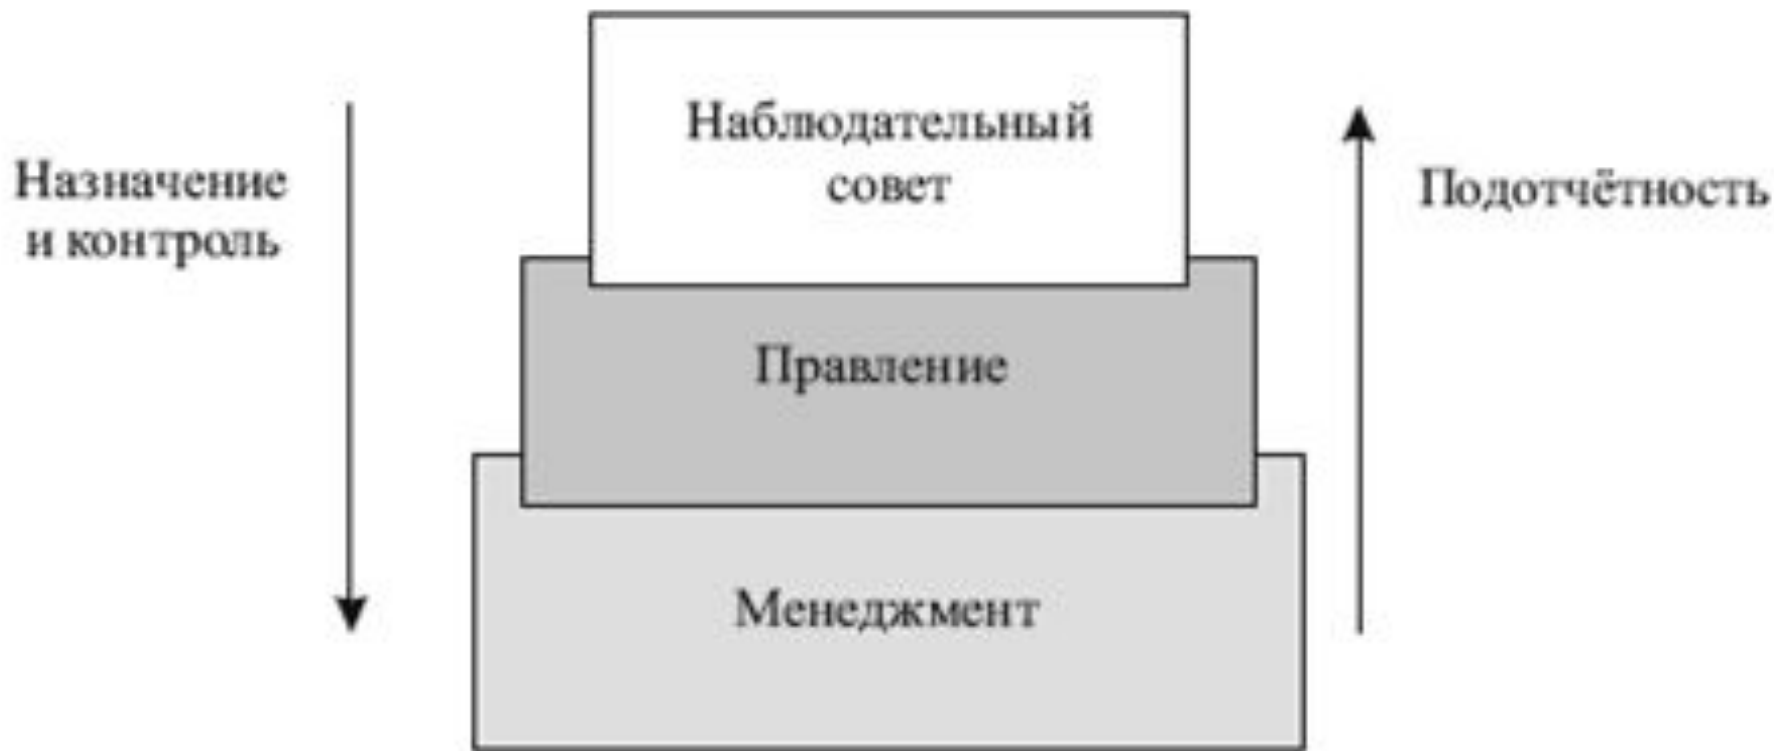 Наблюдательный
совет
Назначение
и контроль
Подотчётность
Правление
Менеджмент